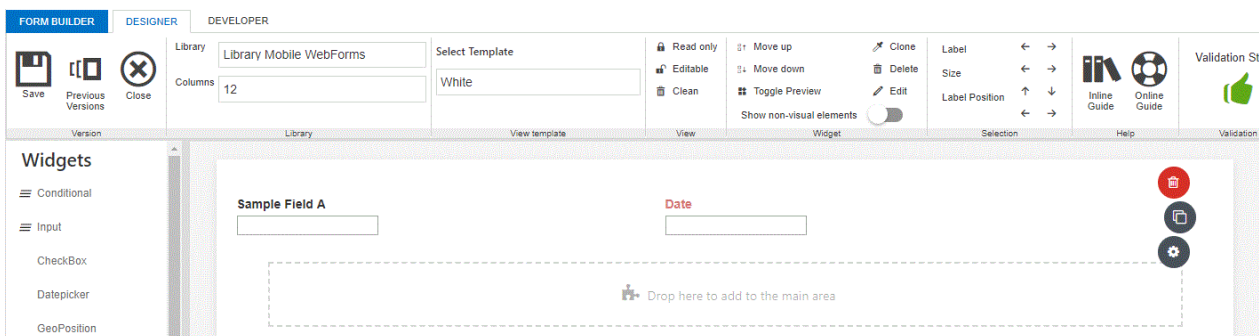 FORM BUILDER DESIGNER DEVELOPER
Library Library Mobile WebForms
Columns 12
Select Template
White
Save Previous Versions Close
Read only
Editable
Clean
Move up
Move down
Toggle Preview
Show non-visual elements
Clone
Delete
Edit
Label
Size
Label Position
Inline Guide
Online Guide
Validation St
Version Library View template View Widget Selection Help Validation
Widgets
Conditional
Input
CheckBox
Datepicker
GeoPosition
Sample Field A Date
Drop here to add to the main area